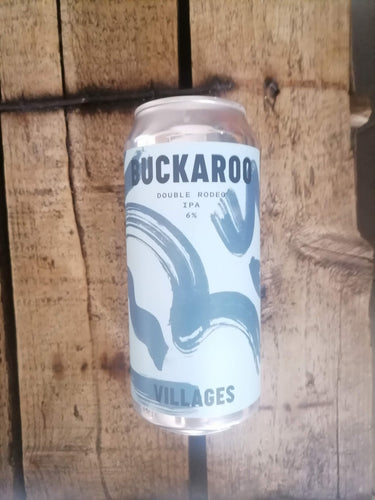 BUCKAROO
DOUBLE RODEO
IPA
6%
VILLAGES